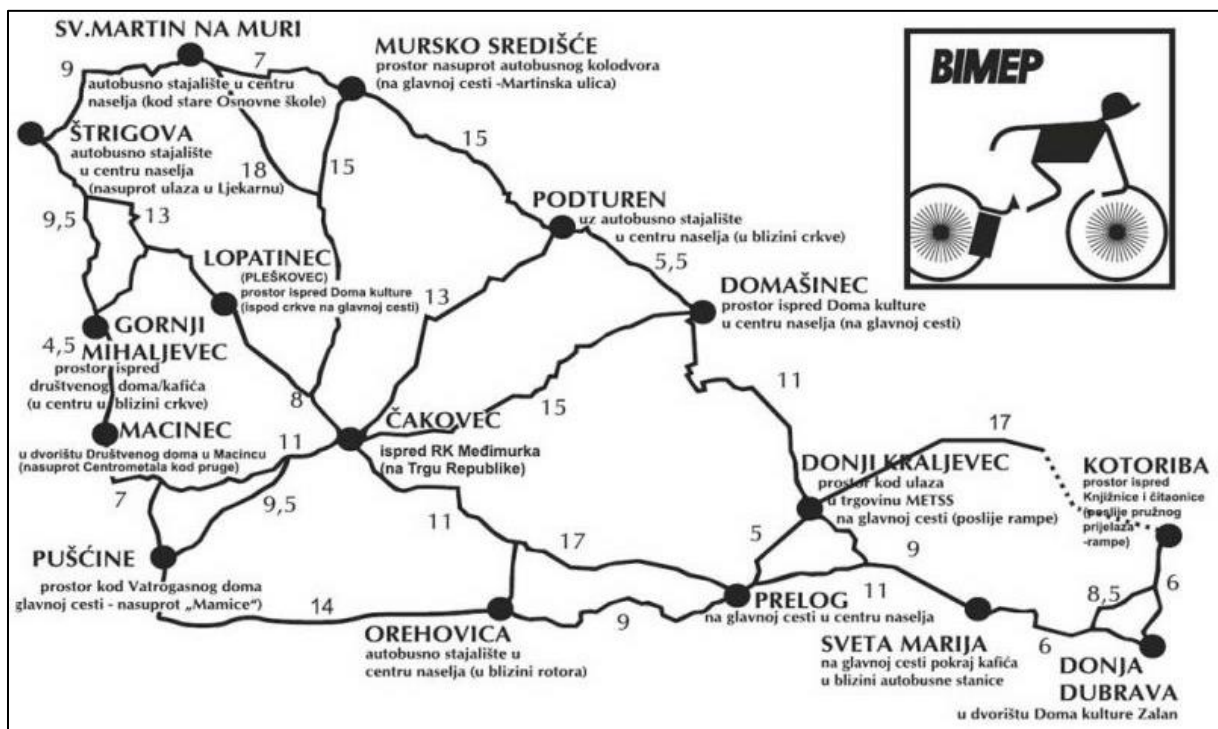 SV.MARTIN NA MURI
autobusno stajalište u centru
naselja (kod stare Osnovne škole)
9
7
MURSKO SREDIŠĆE
prostor nasuprot autobusnog kolodvora
(na glavnoj cesti -Martinska ulica)
BIMEP
ŠTRIGOVA
autobusno stajalište
u centru naselja
(nasuprot ulaza u Ljekarnu)
18
15
15
9,5
13
PODTUREN
uz autobusno stajalište
u centru naselja (u blizini crkve)
5,5
LOPATINEC
(PLEŠKOVEC)
prostor ispred Doma kulture
(ispod crkve na glavnoj cesti)
13
DOMAŠINEC
prostor ispred Doma kulture
u centru naselja (na glavnoj cesti)
GORNJI
MIHALJEVEC
prostor ispred
društvenog doma/kafića
(u centru u blizini crkve)
4,5
8
15
11
MACINEC
u dvorištu Društvenog doma u Macincu
(nasuprot Centrometala kod pruge)
11
ČAKOVEC
ispred RK Međimurka
(na Trgu Republike)
17
DONJI KRALJEVEC
prostor kod ulaza
u trgovinu METSS
na glavnoj cesti (poslije rampe)
KOTORIBA
prostor ispred
Knjižnice i čitaonice
(poslije pružnog
prijelaza
-rampe)
7
9,5
11
17
5
9
PUŠĆINE
prostor kod Vatrogasnog doma
glavnoj cesti - nasuprot „Mamice“)
14
OREHOVICA
autobusno stajalište u
centru naselja (u blizini rotora)
9
PRELOG
na glavnoj cesti u centru naselja
11
8,5
6
SVETA MARIJA
na glavnoj cesti pokraj kafića
u blizini autobusne stanice
6
DONJA
DUBRAVA
u dvorištu Doma kulture Zalan